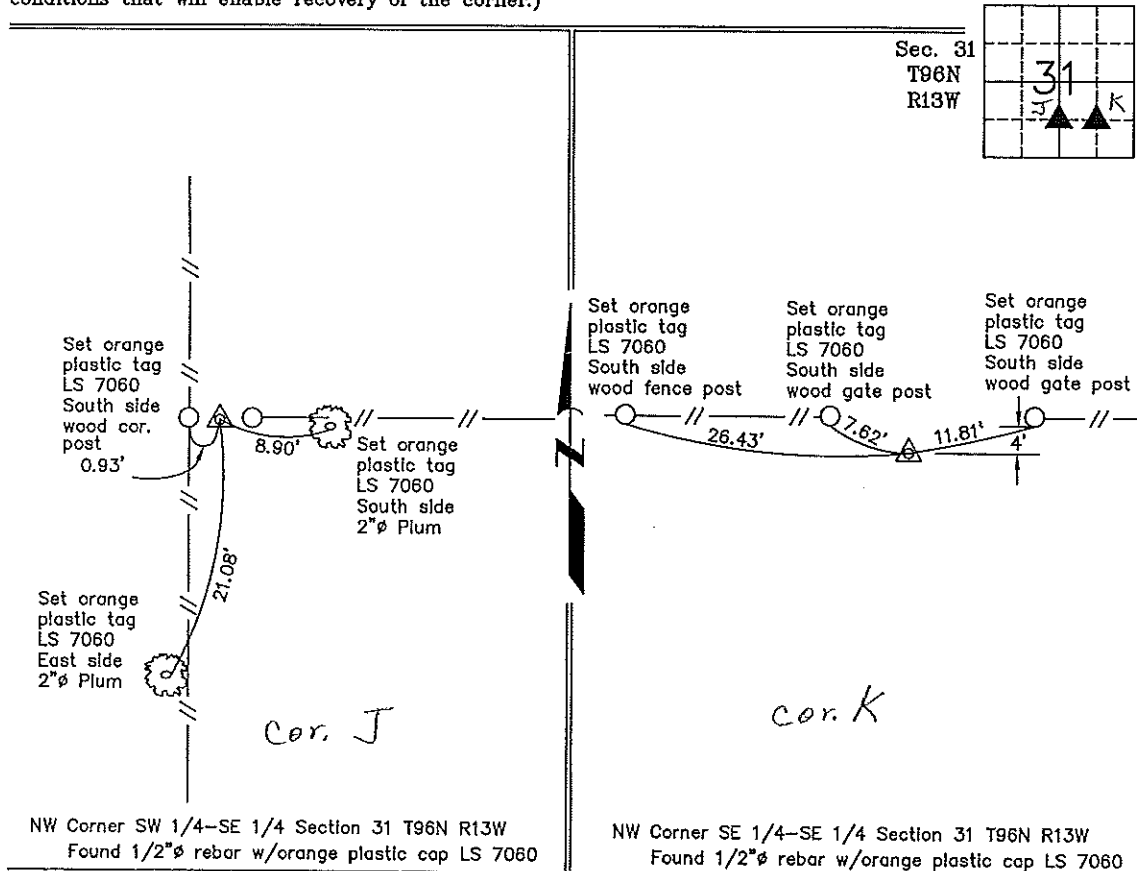 conditions that will enable recovery of the corner.)
Sec. 31
T96N
R13W
31
J
K
Set orange
plastic tag
LS 7060
South side
wood cor.
post
0.93'
8.90'
Set orange
plastic tag
LS 7060
South side
2"ø Plum
21.08'
Set orange
plastic tag
LS 7060
East side
2"ø Plum
Cor. J
NW Corner SW 1/4-SE 1/4 Section 31 T96N R13W
Found 1/2"ø rebar w/orange plastic cap LS 7060
N
Set orange
plastic tag
LS 7060
South side
wood fence post
Set orange
plastic tag
LS 7060
South side
wood gate post
Set orange
plastic tag
LS 7060
South side
wood gate post
26.43'
7.62'
11.81'
4'
cor. K
NW Corner SE 1/4-SE 1/4 Section 31 T96N R13W
Found 1/2"ø rebar w/orange plastic cap LS 7060